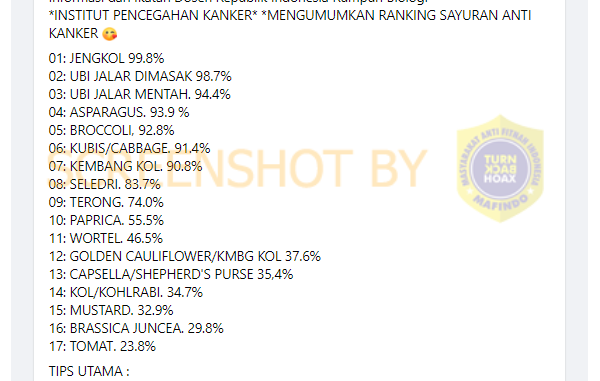 Informasi dari Ikatan Dosen Republik Indonesia Rumpun Biologi
*INSTITUT PENCEGAHAN KANKER* *MENGUMUMKAN RANKING SAYURAN ANTI
KANKER 😋
01: JENGKOL 99.8%
02: UBI JALAR DIMASAK 98.7%
03: UBI JALAR MENTAH. 94.4%
04: ASPARAGUS. 93.9 %
05: BROCCOLI, 92.8%
06: KUBIS/CABBAGE. 91.4%
07: KEMBANG KOL. 90.8%
08: SELEDRI. 83.7%
09: TERONG. 74.0%
10: PAPRICA. 55.5%
11: WORTEL. 46.5%
12: GOLDEN CAULIFLOWER/KMBG KOL 37.6%
13: CAPSELLA/SHEPHERD'S PURSE 35,4%
14: KOL/KOHLRABI. 34.7%
15: MUSTARD. 32.9%
16: BRASSICA JUNCEA. 29.8%
17: TOMAT. 23.8%
TIPS UTAMA :
SCREENSHOT BY
MASYARAKAT ANTI FITNAH INDONESIA
TURN
BACK
HOAX
MAFINDO